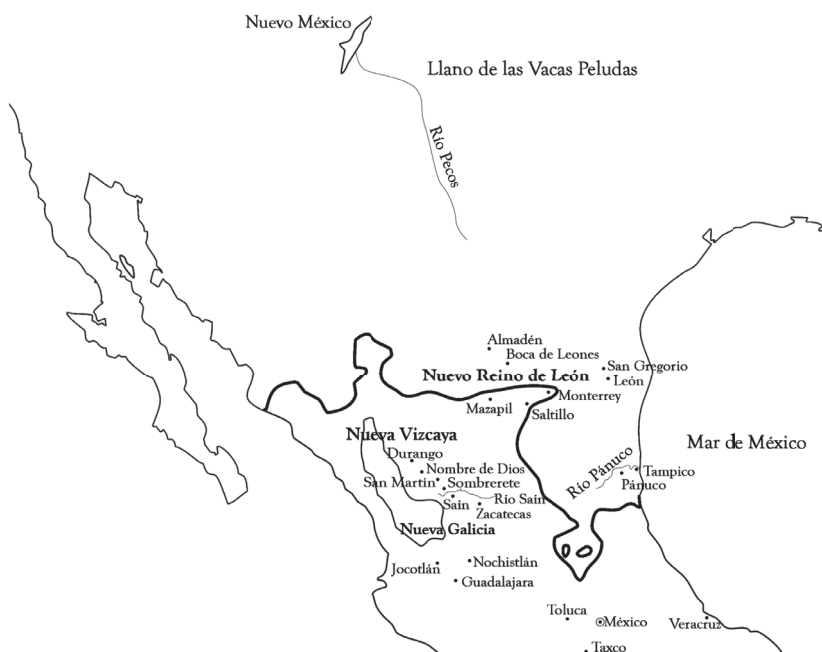 Nuevo México
Llano de las Vacas Peludas
Río Pecos
Almadén
Boca de Leones
San Gregorio
Nuevo Reino de León
León
Monterrey
Mazapil
Saltillo
Nueva Vizcaya
Mar de México
Durango
Nombre de Dios
Río Pánuco
Tampico
San Martín
Sombrerete
Pánuco
Sain
Río Sain
Zacatecas
Nueva Galicia
Nochistlán
Jocotlán
Guadalajara
Toluca
México
Veracruz
Taxco